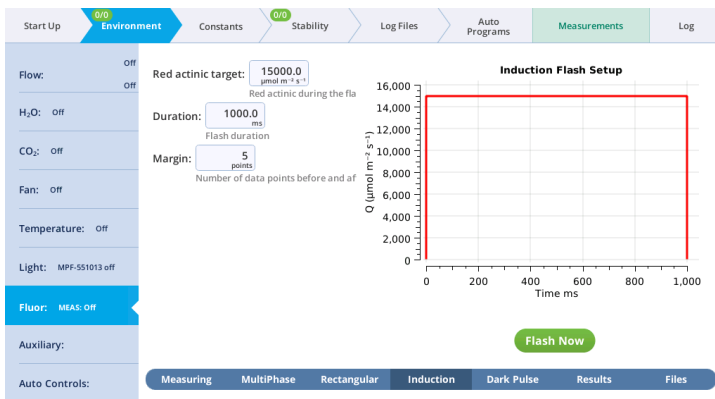 0/0
0/0
Start Up
Environment
Constants
Stability
Log Files
Auto
Programs
Measurements
Log
Flow:
Off
Off
H₂O: Off
CO₂: Off
Fan: Off
Temperature: Off
Light: MPF-551013 off
Fluor: MEAS: Off
Auxiliary:
Auto Controls:
Red actinic target: 15000.0
µmol m⁻² s⁻¹
Red actinic during the fla
Duration: 1000.0
ms
Flash duration
Margin: 5
points
Number of data points before and af
Induction Flash Setup
Q (µmol m⁻² s⁻¹)
16,000
14,000
12,000
10,000
8,000
6,000
4,000
2,000
0
0 200 400 600 800 1,000
Time ms
Flash Now
Measuring MultiPhase Rectangular Induction Dark Pulse Results Files